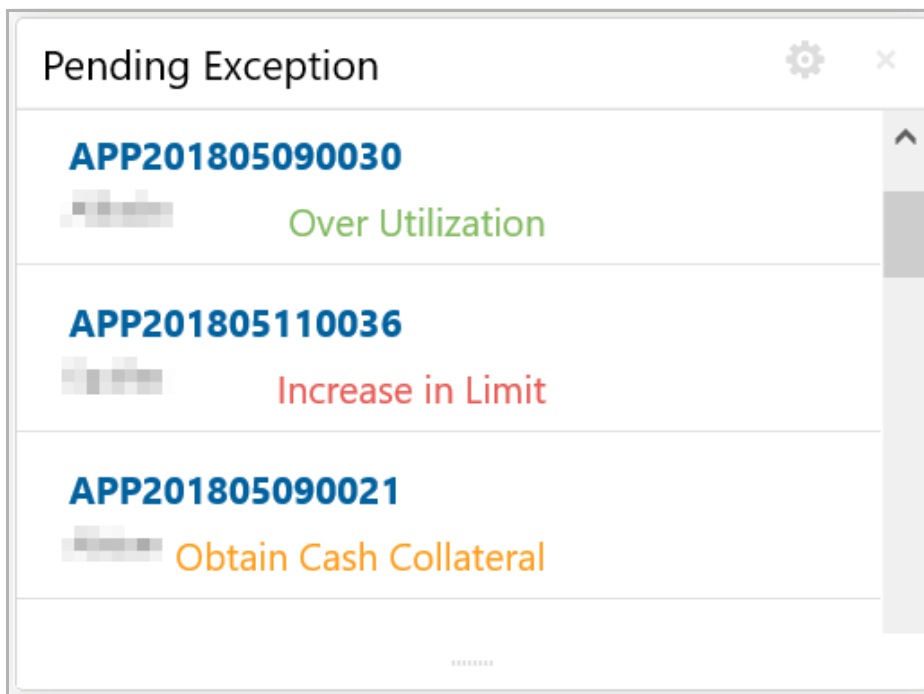 Pending Exception
APP201805090030
Over Utilization
APP201805110036
Increase in Limit
APP201805090021
Obtain Cash Collateral